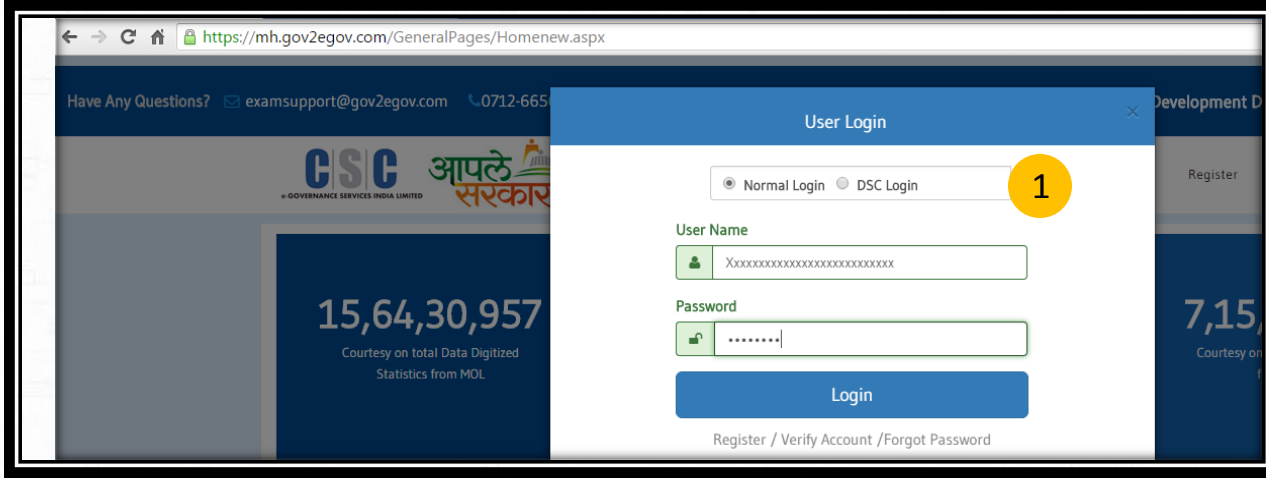 https://mh.gov2egov.com/GeneralPages/Homenew.aspx
Have Any Questions? examsupport@gov2egov.com 0712-665
Development D
User Login
×
CSC
e-GOVERNANCE SERVICES INDIA LIMITED
आपले
सरकार
Normal Login DSC Login
1
Register
User Name
Xxxxxxxxxxxxxxxxxxxxxxxxxxx
Password
••••••••
Login
Register / Verify Account /Forgot Password
15,64,30,957
Courtesy on total Data Digitized
Statistics from MOL
7,15,
Courtesy on
f